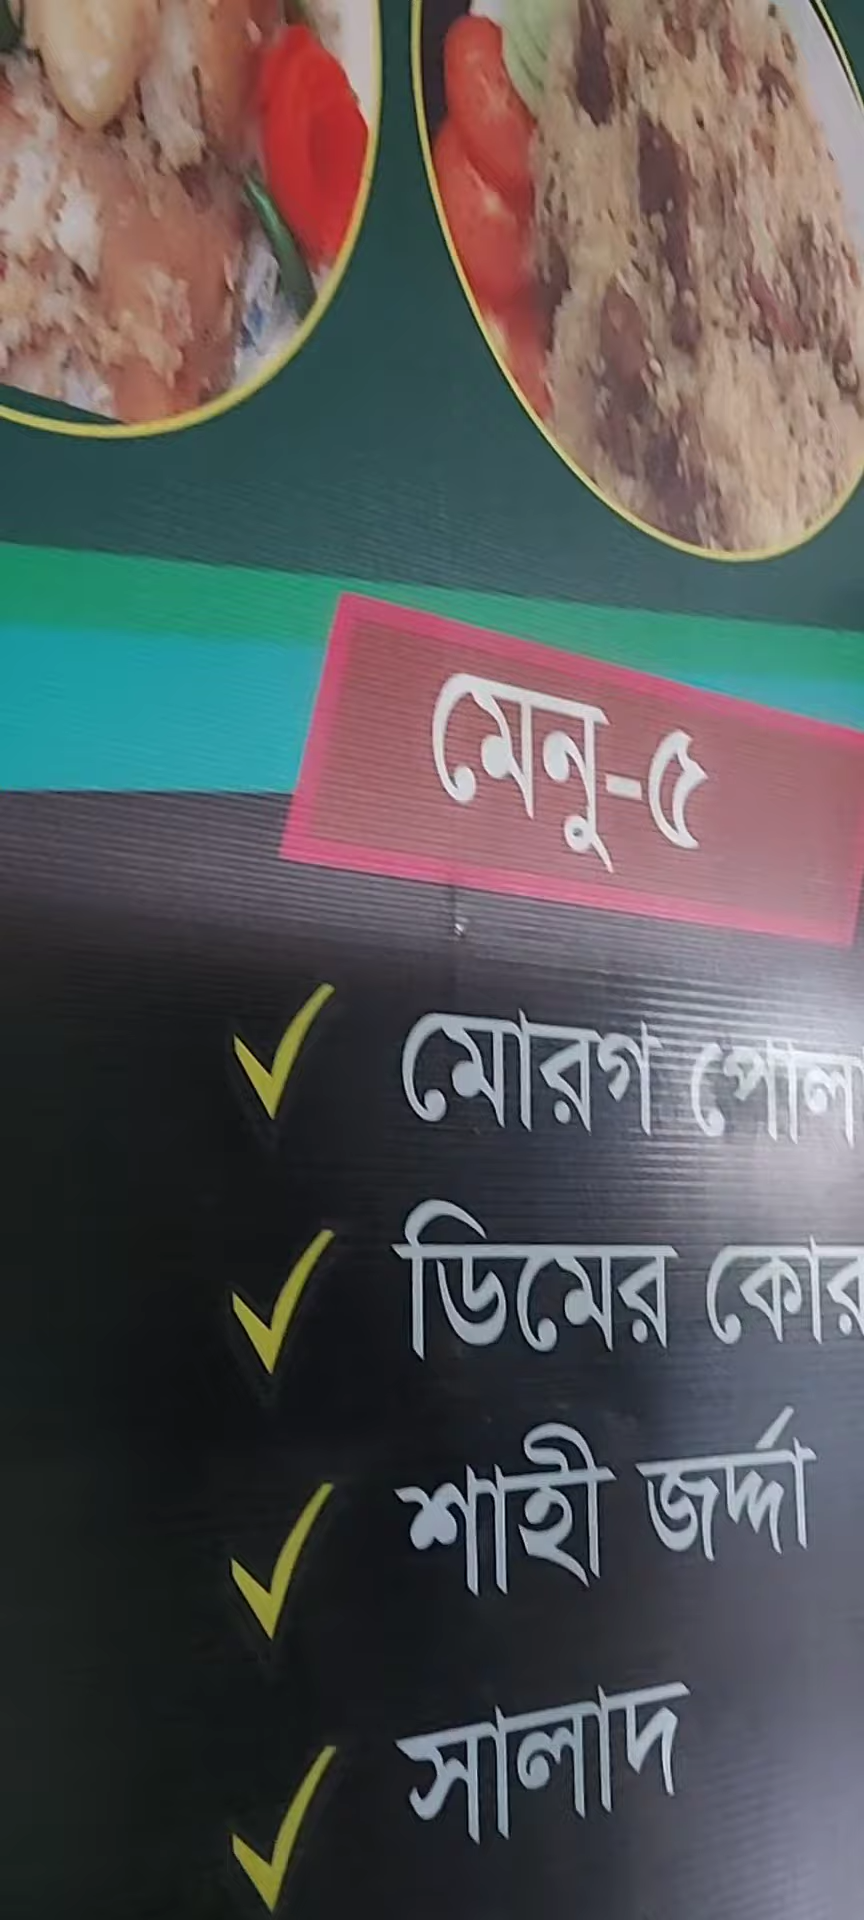 মেনু-৫
মোরগ পোলা
ডিমের কোর
শাহী জর্দ্দা
সালাদ